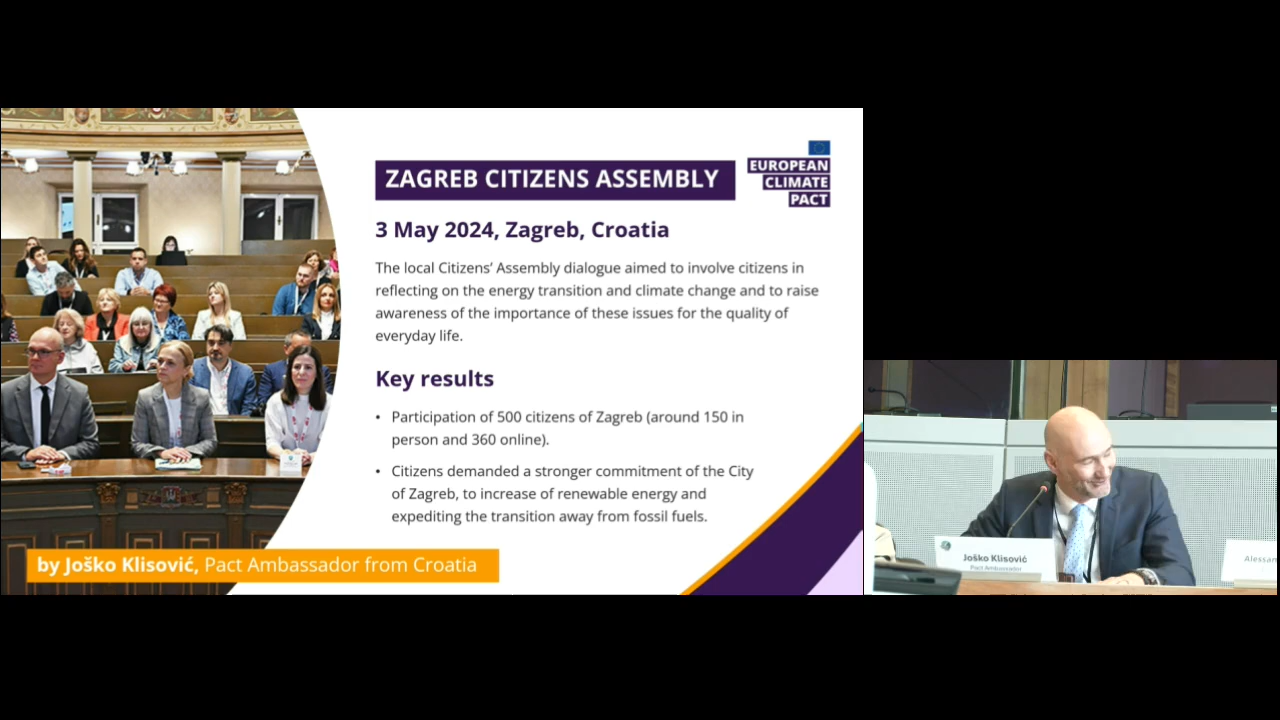 ZAGREB CITIZENS ASSEMBLY
EUROPEAN
CLIMATE
PACT
3 May 2024, Zagreb, Croatia
The local Citizens’ Assembly dialogue aimed to involve citizens in
reflecting on the energy transition and climate change and to raise
awareness of the importance of these issues for the quality of
everyday life.
Key results
• Participation of 500 citizens of Zagreb (around 150 in
person and 360 online).
• Citizens demanded a stronger commitment of the City
of Zagreb, to increase of renewable energy and
expediting the transition away from fossil fuels.
by Joško Klisović, Pact Ambassador from Croatia
Joško Klisović
Pact Ambassador